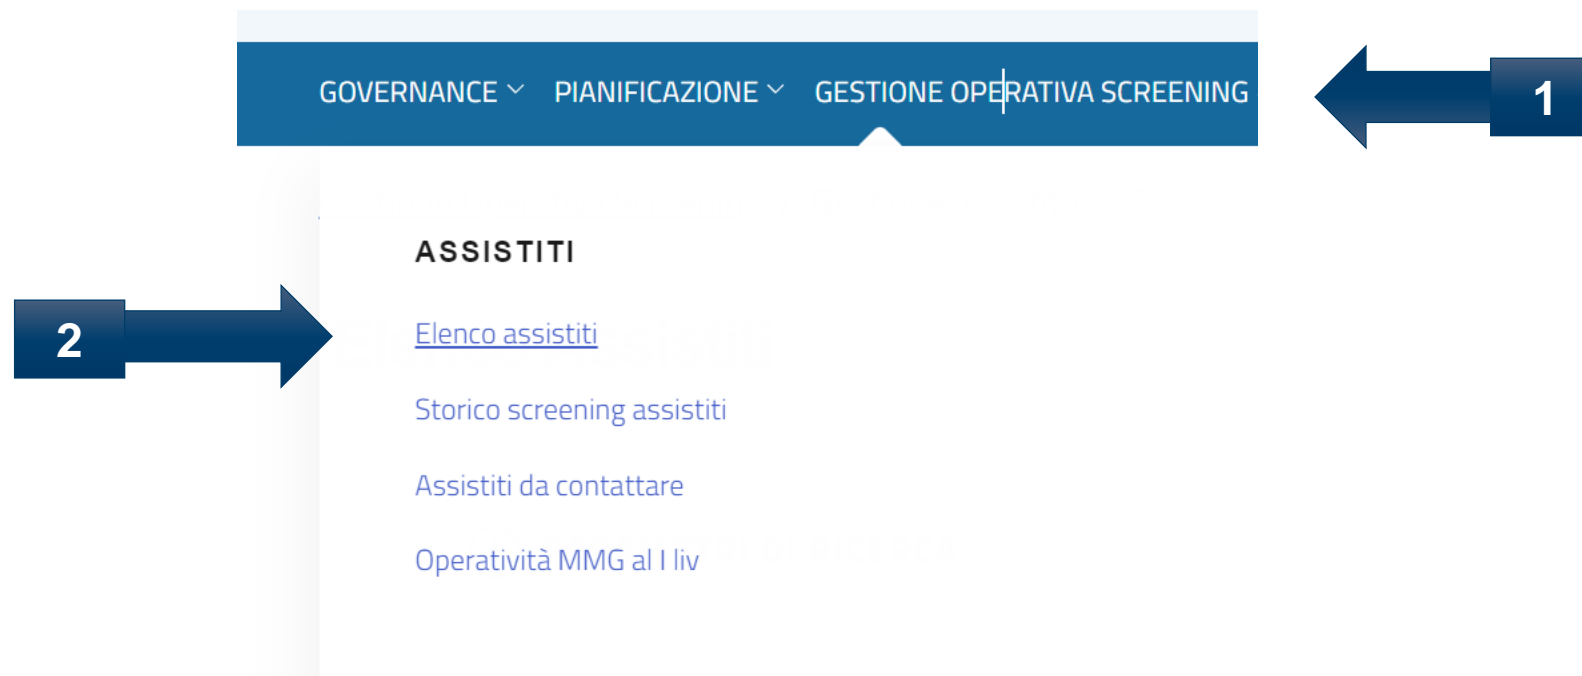 GOVERNANCE PIANIFICAZIONE GESTIONE OPERATIVA SCREENING
1
ASSISTITI
2
Elenco assistiti
Storico screening assistiti
Assistiti da contattare
Operatività MMG al I liv